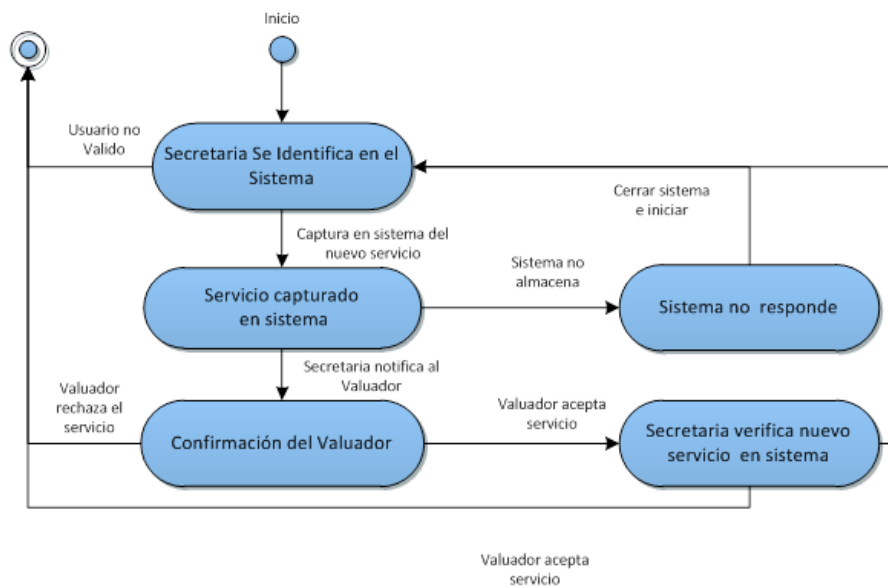 Inicio
Usuario no
Valido
Secretaria Se Identifica en el
Sistema
Cerrar sistema
e iniciar
Captura en sistema del
nuevo servicio
Sistema no
almacena
Servicio capturado
en sistema
Sistema no responde
Secretaria notifica al
Valuador
Valuador
rechaza el
servicio
Valuador acepta
servicio
Confirmación del Valuador
Secretaria verifica nuevo
servicio en sistema
Valuador acepta
servicio